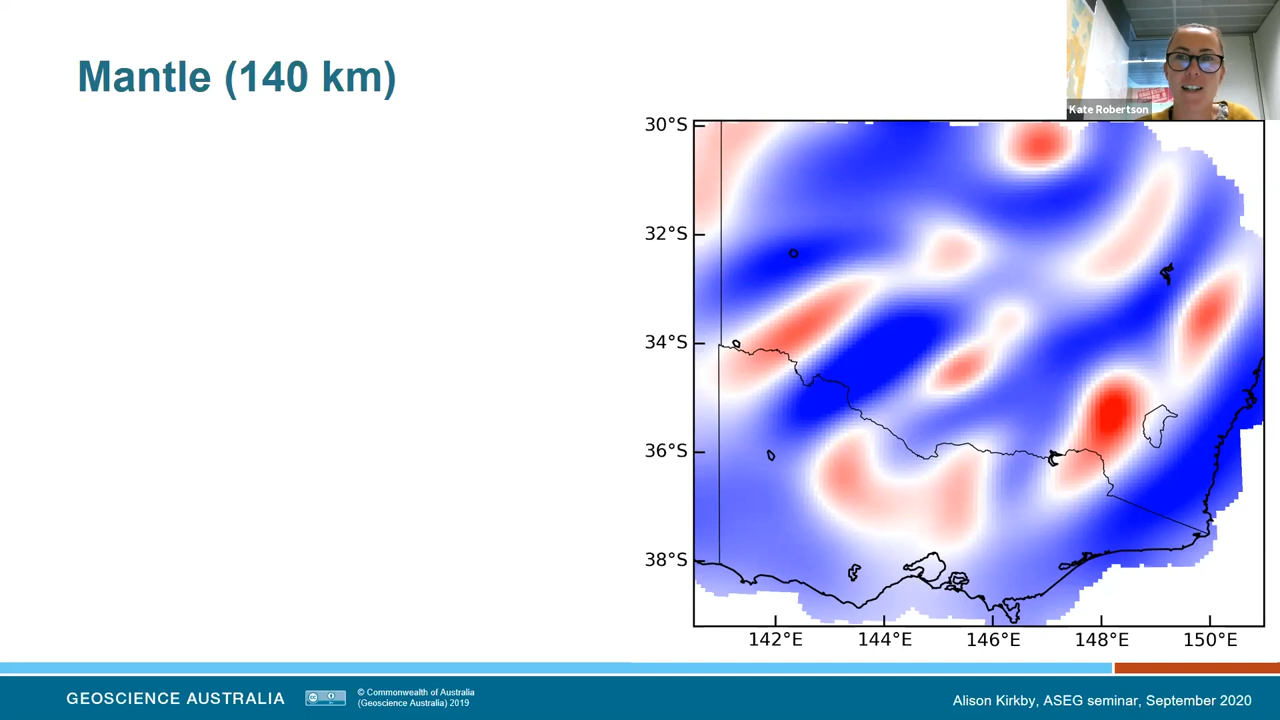 Mantle (140 km)
Kate Robertson
30°S
32°S
34°S
36°S
38°S
142°E 144°E 146°E 148°E 150°E
GEOSCIENCE AUSTRALIA
© Commonwealth of Australia
(Geoscience Australia) 2019
Alison Kirkby, ASEG seminar, September 2020